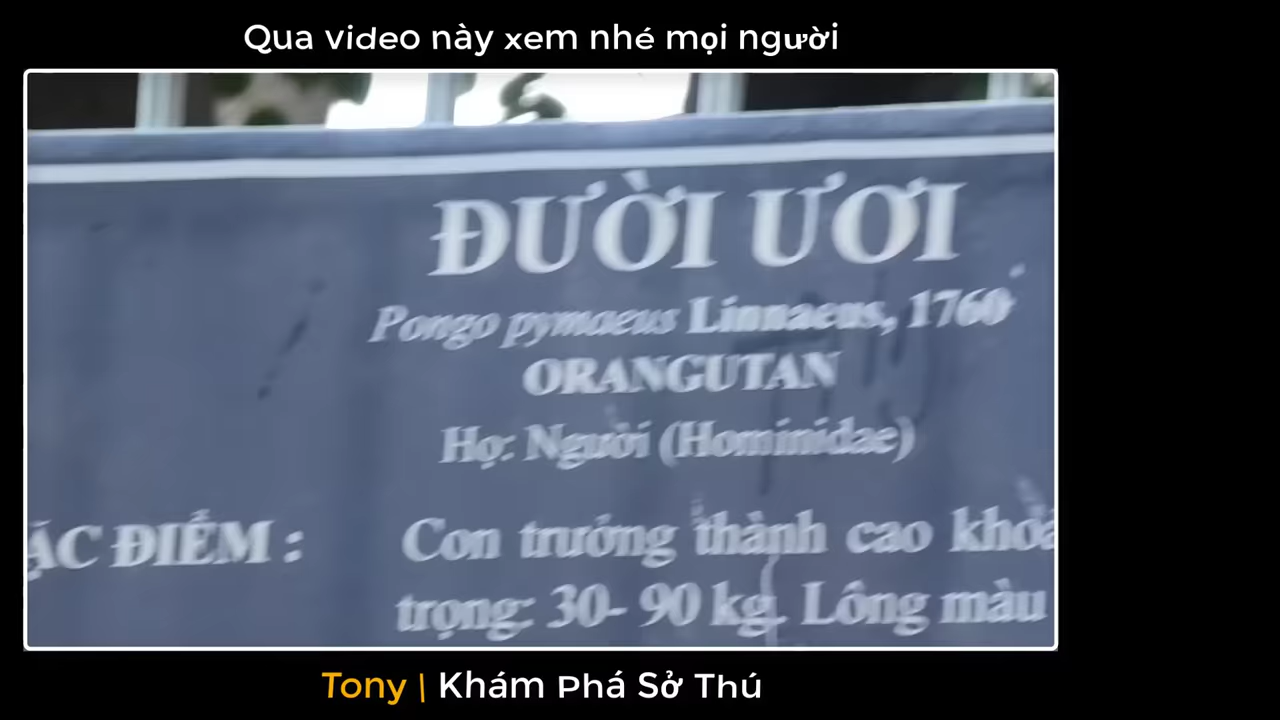 Qua video này xem nhé mọi người
ĐƯỜI ƯƠI
Pongo pymaeus Linnaeus, 1760
ORANGUTAN
Họ: Người (Hominidae)
ẶC ĐIỂM : Con trưởng thành cao khoả
trọng: 30- 90 kg. Lông màu
Tony | Khám Phá Sở Thú